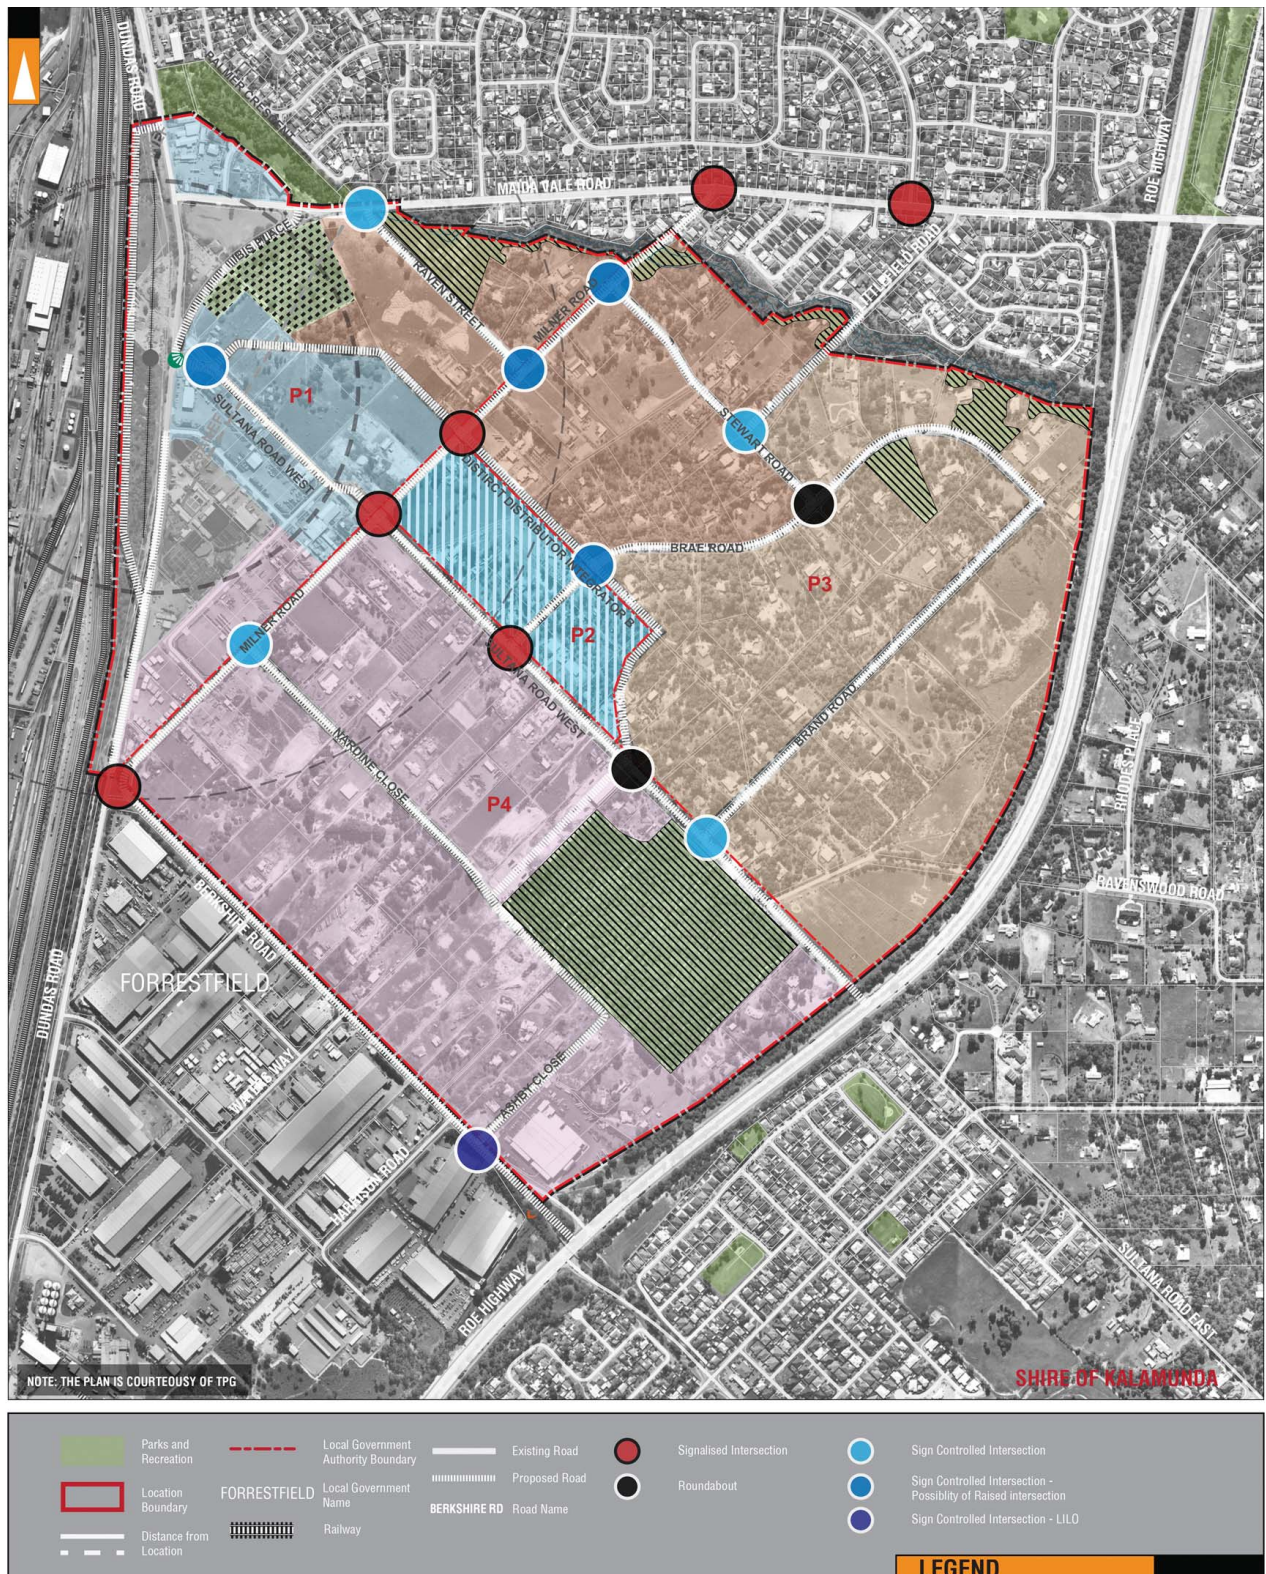 DUNDAS ROAD
MAIDA VALE ROAD
ROE HIGHWAY
LITTLEFIELD ROAD
RAVEN STREET
MILNER ROAD
P1
SULTANA ROAD WEST
STEWART ROAD
DISTIRCT DISTRIBUTOR INTEGRATOR B
BRAE ROAD
P3
P2
MILNER ROAD
SULTANA ROAD WEST
BRAND ROAD
NARDINE CLOSE
RHODES PLACE
P4
RAVENSWOOD ROAD
BERKSHIRE ROAD
FORRESTFIELD
DUNDAS ROAD
ASHBY CLOSE
HARRISON ROAD
ROE HIGHWAY
SULTANA ROAD EAST
NOTE: THE PLAN IS COURTEOUSY OF TPG
SHIRE OF KALAMUNDA
Parks and
Recreation
Location
Boundary
Distance from
Location
Local Government
Authority Boundary
FORRESTFIELD
Local Government
Name
Railway
Existing Road
Proposed Road
BERKSHIRE RD
Road Name
Signalised Intersection
Roundabout
Sign Controlled Intersection
Sign Controlled Intersection -
Possiblity of Raised intersection
Sign Controlled Intersection - LILO
LEGEND